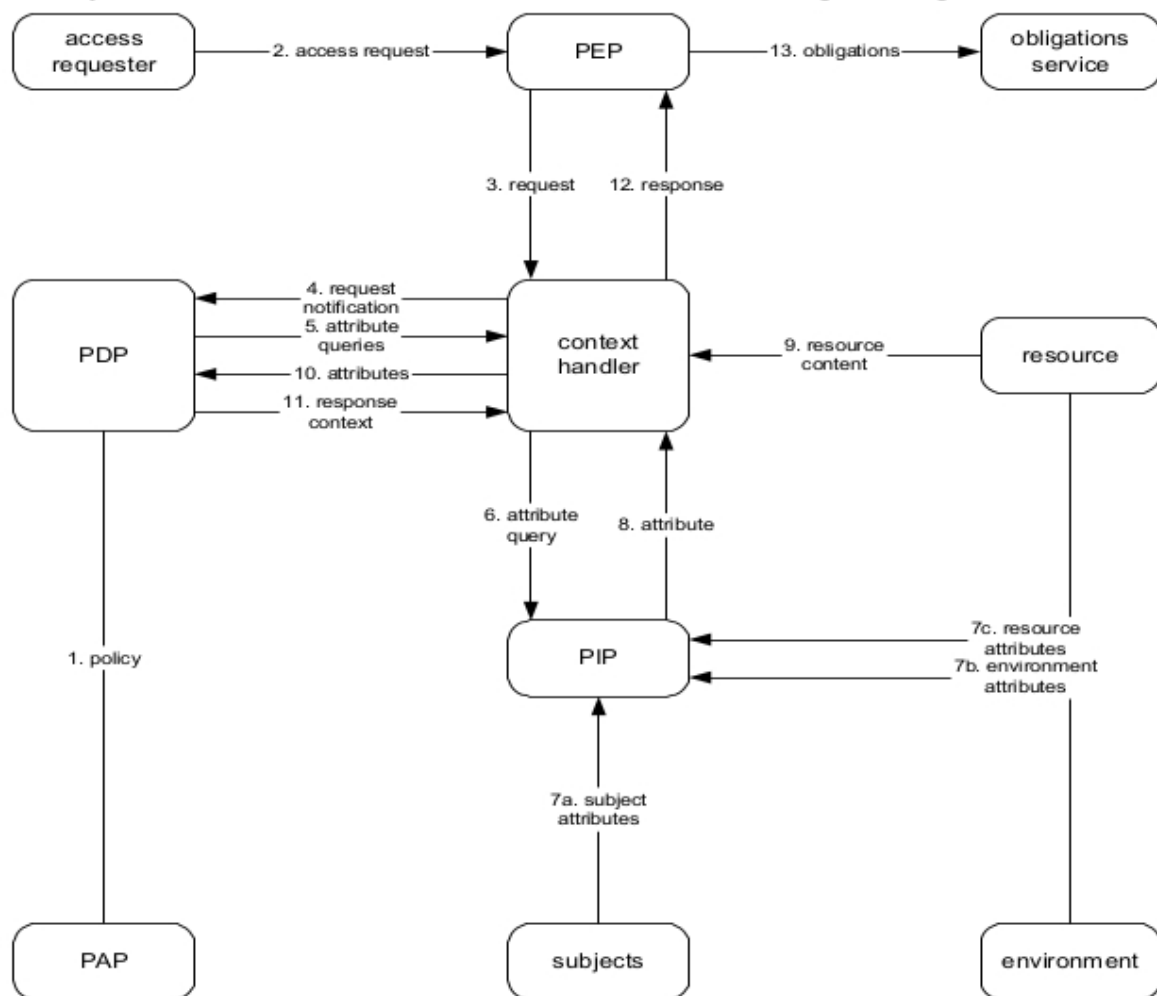 access
requester
2. access request
PEP
13. obligations
obligations
service
3. request
12. response
PDP
4. request
notification
5. attribute
queries
10. attributes
11. response
context
context
handler
9. resource
content
resource
6. attribute
query
8. attribute
1. policy
PIP
7c. resource
attributes
7b. environment
attributes
7a. subject
attributes
PAP
subjects
environment